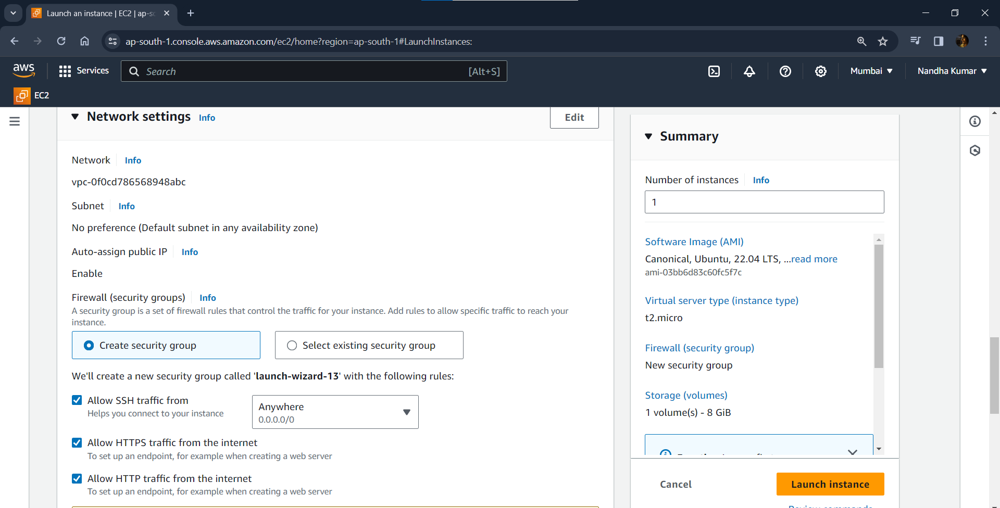 Launch an instance | EC2 | ap-sc
ap-south-1.console.aws.amazon.com/ec2/home?region=ap-south-1#LaunchInstances:
aws
Services
Search
[Alt+S]
Mumbai
Nandha Kumar
EC2
Network settings Info
Edit
Network Info
vpc-0f0cd786568948abc
Subnet Info
No preference (Default subnet in any availability zone)
Auto-assign public IP Info
Enable
Firewall (security groups) Info
A security group is a set of firewall rules that control the traffic for your instance. Add rules to allow specific traffic to reach your
instance.
Create security group
Select existing security group
We'll create a new security group called 'launch-wizard-13' with the following rules:
Allow SSH traffic from
Helps you connect to your instance
Anywhere
0.0.0.0/0
Allow HTTPS traffic from the internet
To set up an endpoint, for example when creating a web server
Allow HTTP traffic from the internet
To set up an endpoint, for example when creating a web server
Summary
Number of instances Info
1
Software Image (AMI)
Canonical, Ubuntu, 22.04 LTS, ...read more
ami-03bb6d83c60fc5f7c
Virtual server type (instance type)
t2.micro
Firewall (security group)
New security group
Storage (volumes)
1 volume(s) - 8 GiB
Cancel
Launch instance
Review commands